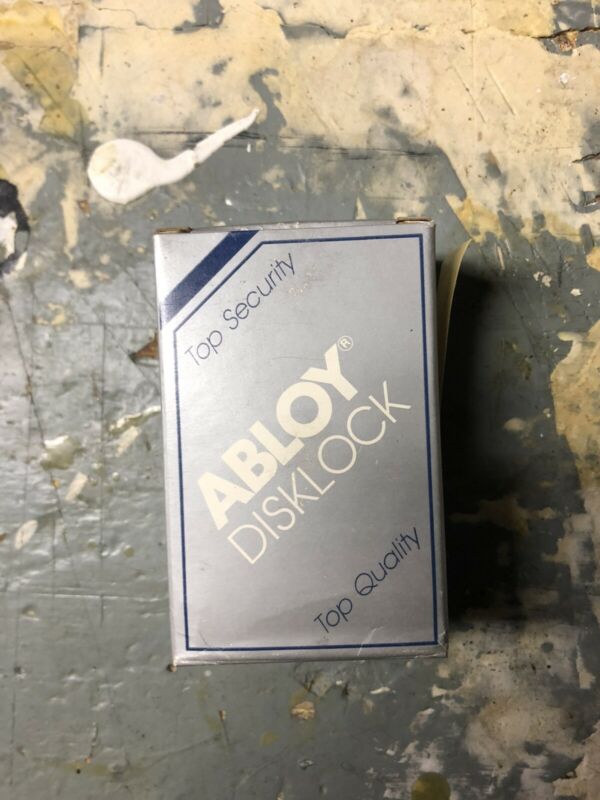 Top Security
ABLOY®
DISKLOCK
Top Quality